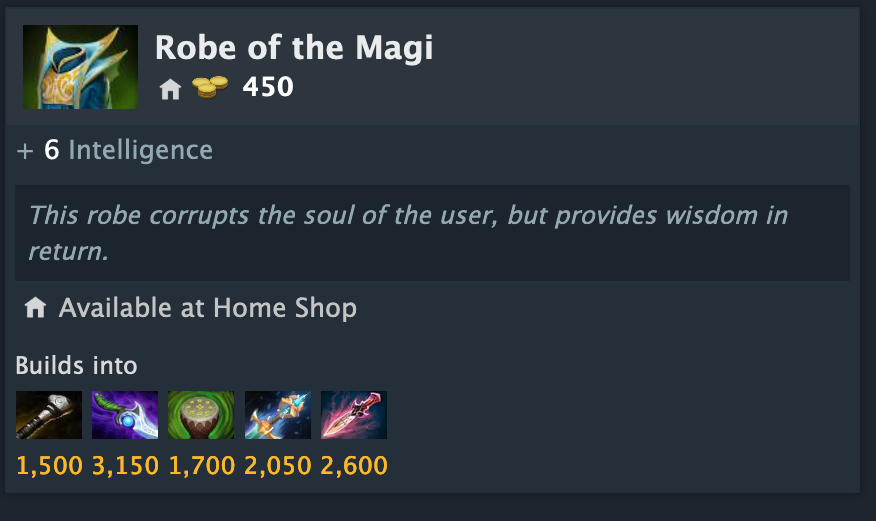 Robe of the Magi
450
+ 6 Intelligence
This robe corrupts the soul of the user, but provides wisdom in
return.
Available at Home Shop
Builds into
1,500 3,150 1,700 2,050 2,600